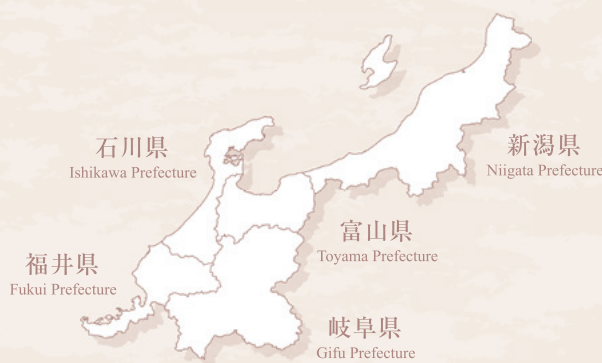 新潟県
Niigata Prefecture
石川県
Ishikawa Prefecture
富山県
Toyama Prefecture
福井県
Fukui Prefecture
岐阜県
Gifu Prefecture